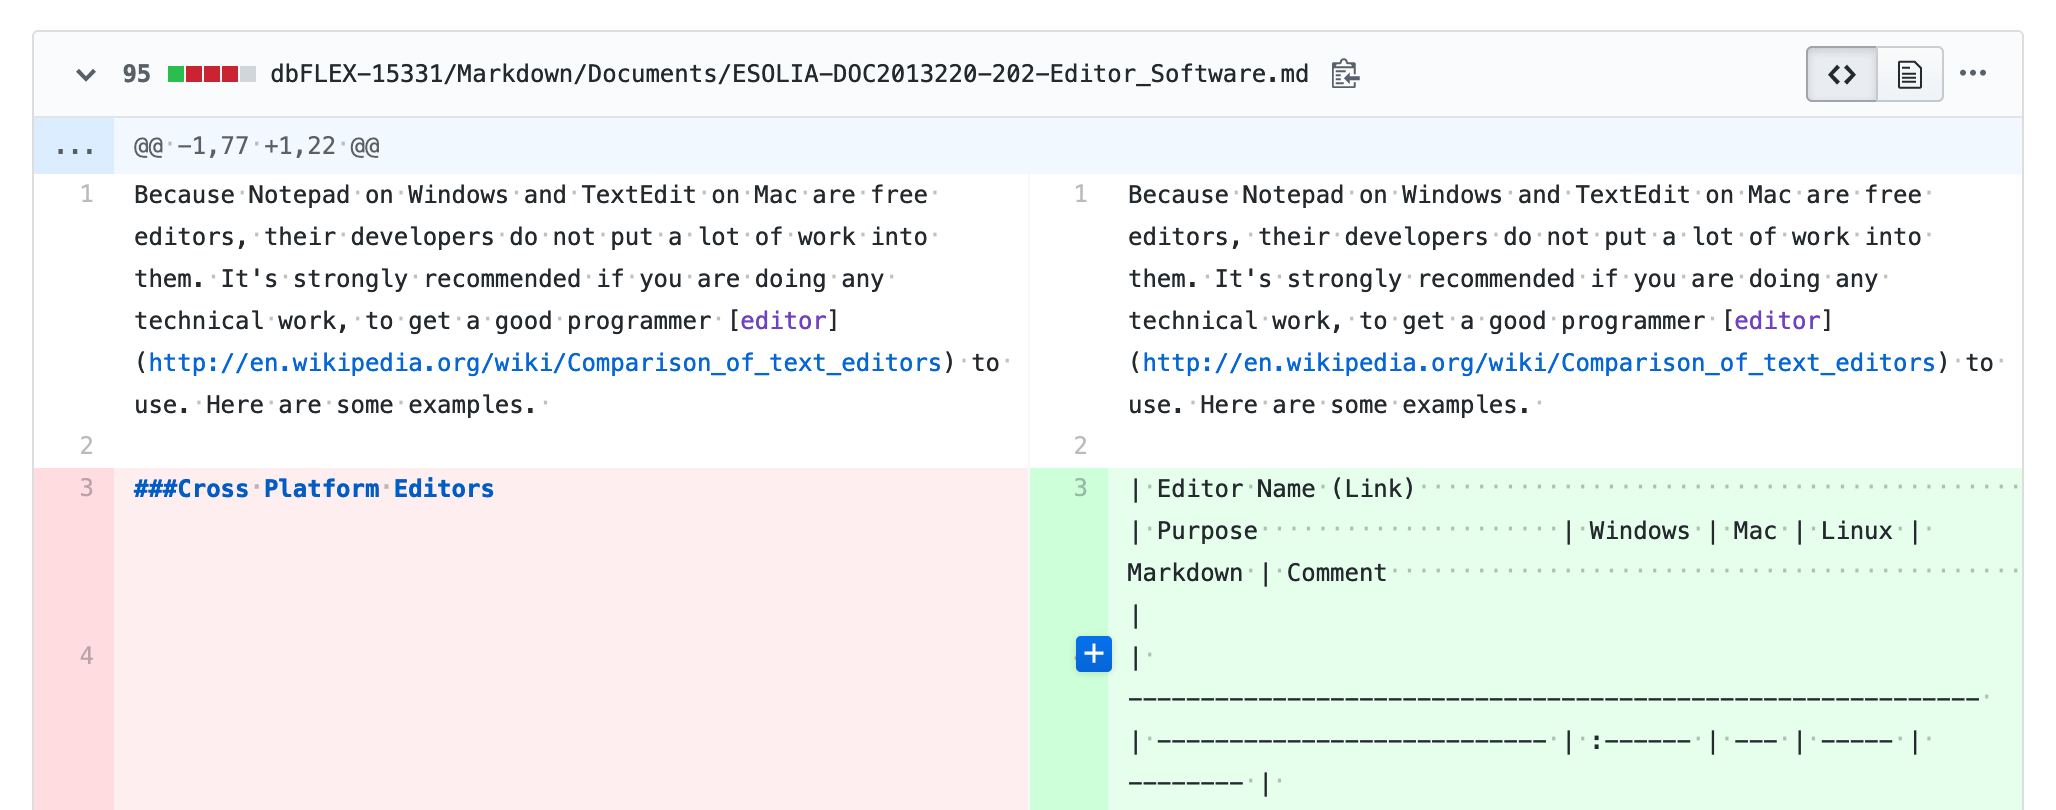 95 dbFLEX-15331/Markdown/Documents/ESOLIA-DOC2013220-202-Editor_Software.md
... @@ -1,77 +1,22 @@
1 Because Notepad on Windows and TextEdit on Mac are free
editors, their developers do not put a lot of work into
them. It's strongly recommended if you are doing any
technical work, to get a good programmer [editor]
(http://en.wikipedia.org/wiki/Comparison_of_text_editors) to
use. Here are some examples.
2
3 ###Cross Platform Editors
4
1 Because Notepad on Windows and TextEdit on Mac are free
editors, their developers do not put a lot of work into
them. It's strongly recommended if you are doing any
technical work, to get a good programmer [editor]
(http://en.wikipedia.org/wiki/Comparison_of_text_editors) to
use. Here are some examples.
2
3 | Editor Name (Link)
| Purpose | Windows | Mac | Linux |
Markdown | Comment
|
+ |
-----------------------------------------------------------
| --------------------------- | :------ | --- | ----- |
-------- |